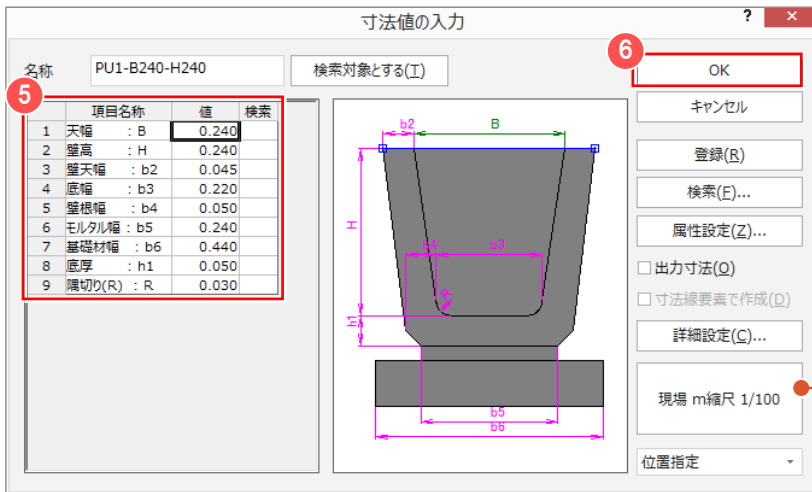 寸法値の入力
?
×
名称
PU1-B240-H240
検索対象とする(T)
6
OK
5
項目名称 値 検索
1 天幅 : B 0.240
2 壁高 : H 0.240
3 壁天幅 : b2 0.045
4 底幅 : b3 0.220
5 壁根幅 : b4 0.050
6 モルタル幅 : b5 0.240
7 基礎材幅 : b6 0.440
8 底厚 : h1 0.050
9 隅切り(R) : R 0.030
b2
B
H
b4
b3
R
h1
b5
b6
キャンセル
登録(R)
検索(F)...
属性設定(Z)...
出力寸法(O)
寸法線要素で作成(D)
詳細設定(C)...
現場 m縮尺 1/100
位置指定